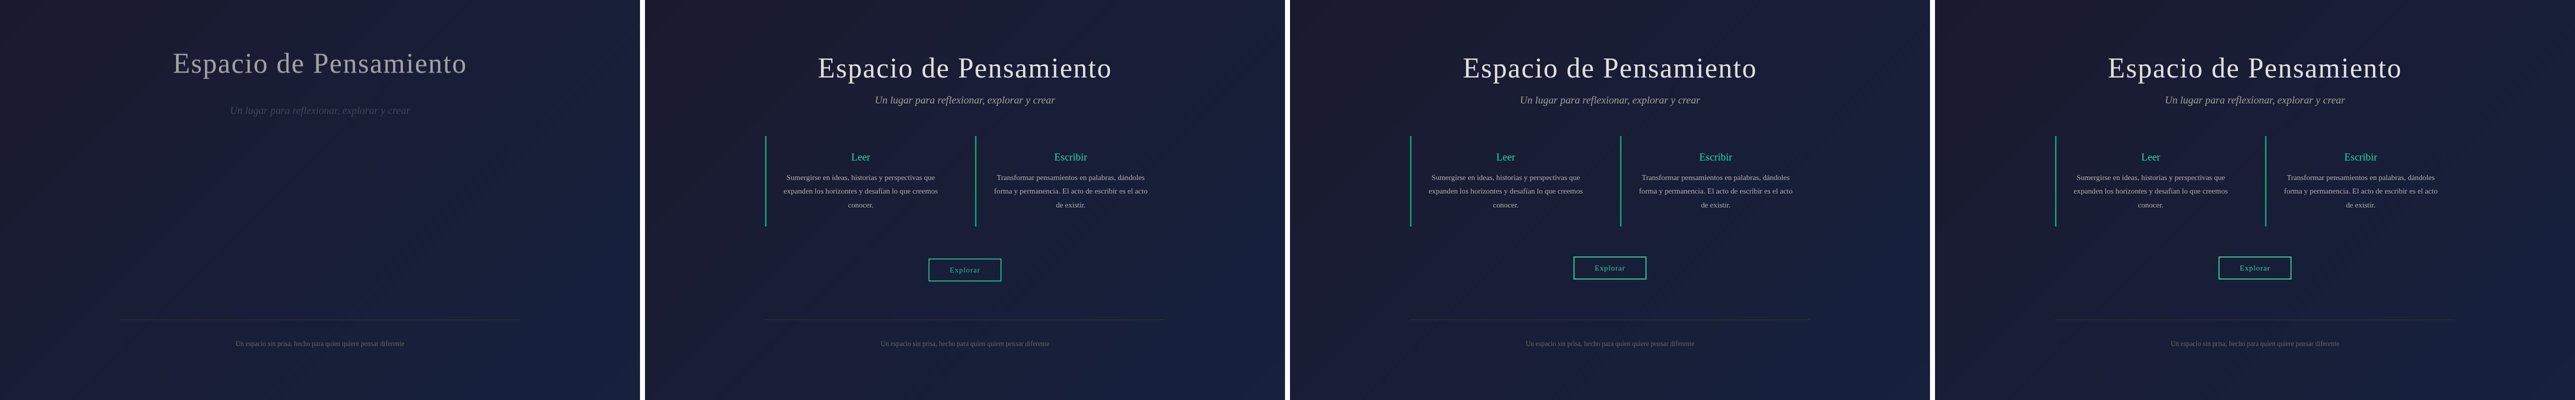 Espacio de Pensamiento
Un lugar para reflexionar, explorar y crear
Un espacio sin prisa, hecho para quien quiere pensar diferente
Espacio de Pensamiento
Un lugar para reflexionar, explorar y crear
Leer
Sumergirse en ideas, historias y perspectivas que
expanden los horizontes y desafían lo que creemos
conocer.
Escribir
Transformar pensamientos en palabras, dándoles
forma y permanencia. El acto de escribir es el acto
de existir.
Explorar
Un espacio sin prisa, hecho para quien quiere pensar diferente
Espacio de Pensamiento
Un lugar para reflexionar, explorar y crear
Leer
Sumergirse en ideas, historias y perspectivas que
expanden los horizontes y desafían lo que creemos
conocer.
Escribir
Transformar pensamientos en palabras, dándoles
forma y permanencia. El acto de escribir es el acto
de existir.
Explorar
Un espacio sin prisa, hecho para quien quiere pensar diferente
Espacio de Pensamiento
Un lugar para reflexionar, explorar y crear
Leer
Sumergirse en ideas, historias y perspectivas que
expanden los horizontes y desafían lo que creemos
conocer.
Escribir
Transformar pensamientos en palabras, dándoles
forma y permanencia. El acto de escribir es el acto
de existir.
Explorar
Un espacio sin prisa, hecho para quien quiere pensar diferente